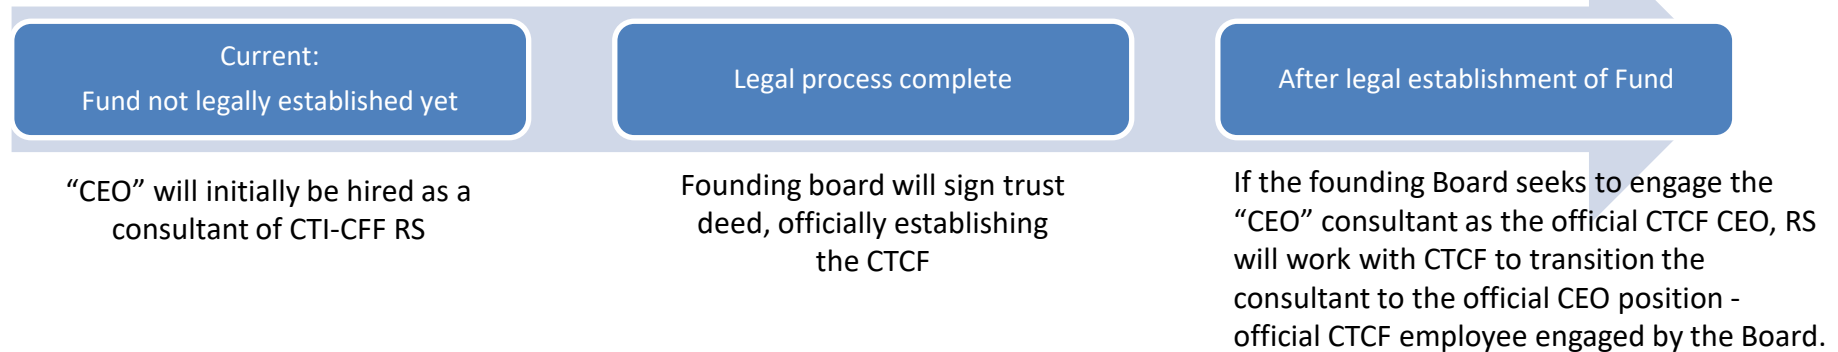 Current:
Fund not legally established yet
Legal process complete
After legal establishment of Fund
“CEO” will initially be hired as a
consultant of CTI-CFF RS
Founding board will sign trust
deed, officially establishing
the CTCF
If the founding Board seeks to engage the
“CEO” consultant as the official CTCF CEO, RS
will work with CTCF to transition the
consultant to the official CEO position -
official CTCF employee engaged by the Board.